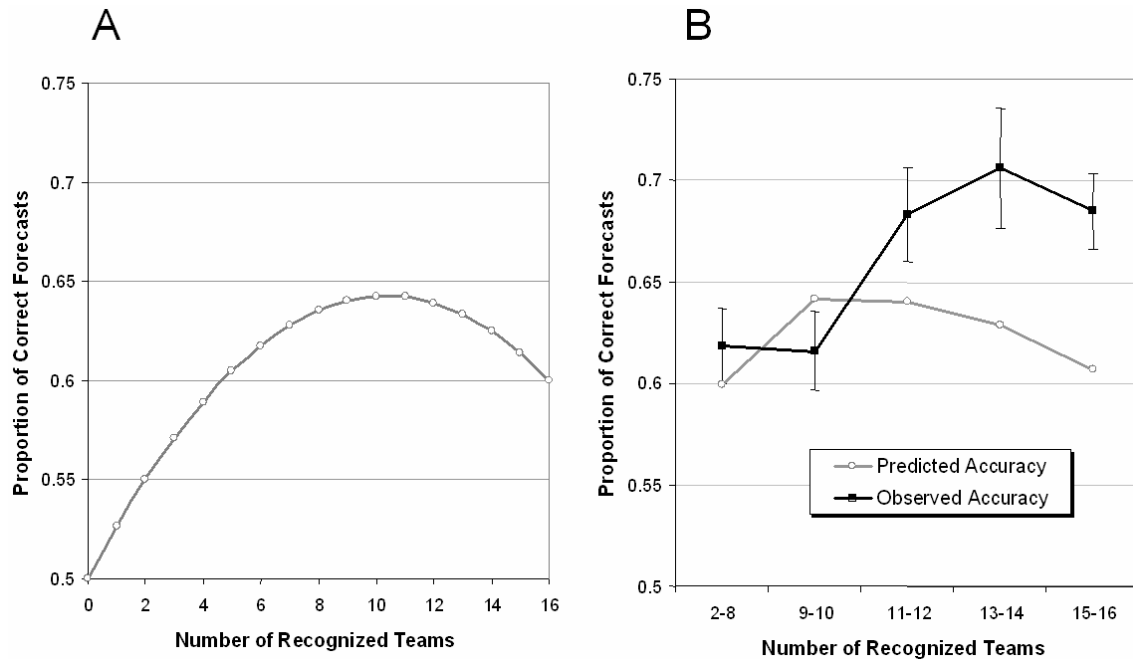 A
Proportion of Correct Forecasts
0.75
0.7
0.65
0.6
0.55
0.5
0 2 4 6 8 10 12 14 16
Number of Recognized Teams
B
Proportion of Correct Forecasts
0.75
0.7
0.65
0.6
0.55
0.5
Predicted Accuracy
Observed Accuracy
2-8 9-10 11-12 13-14 15-16
Number of Recognized Teams